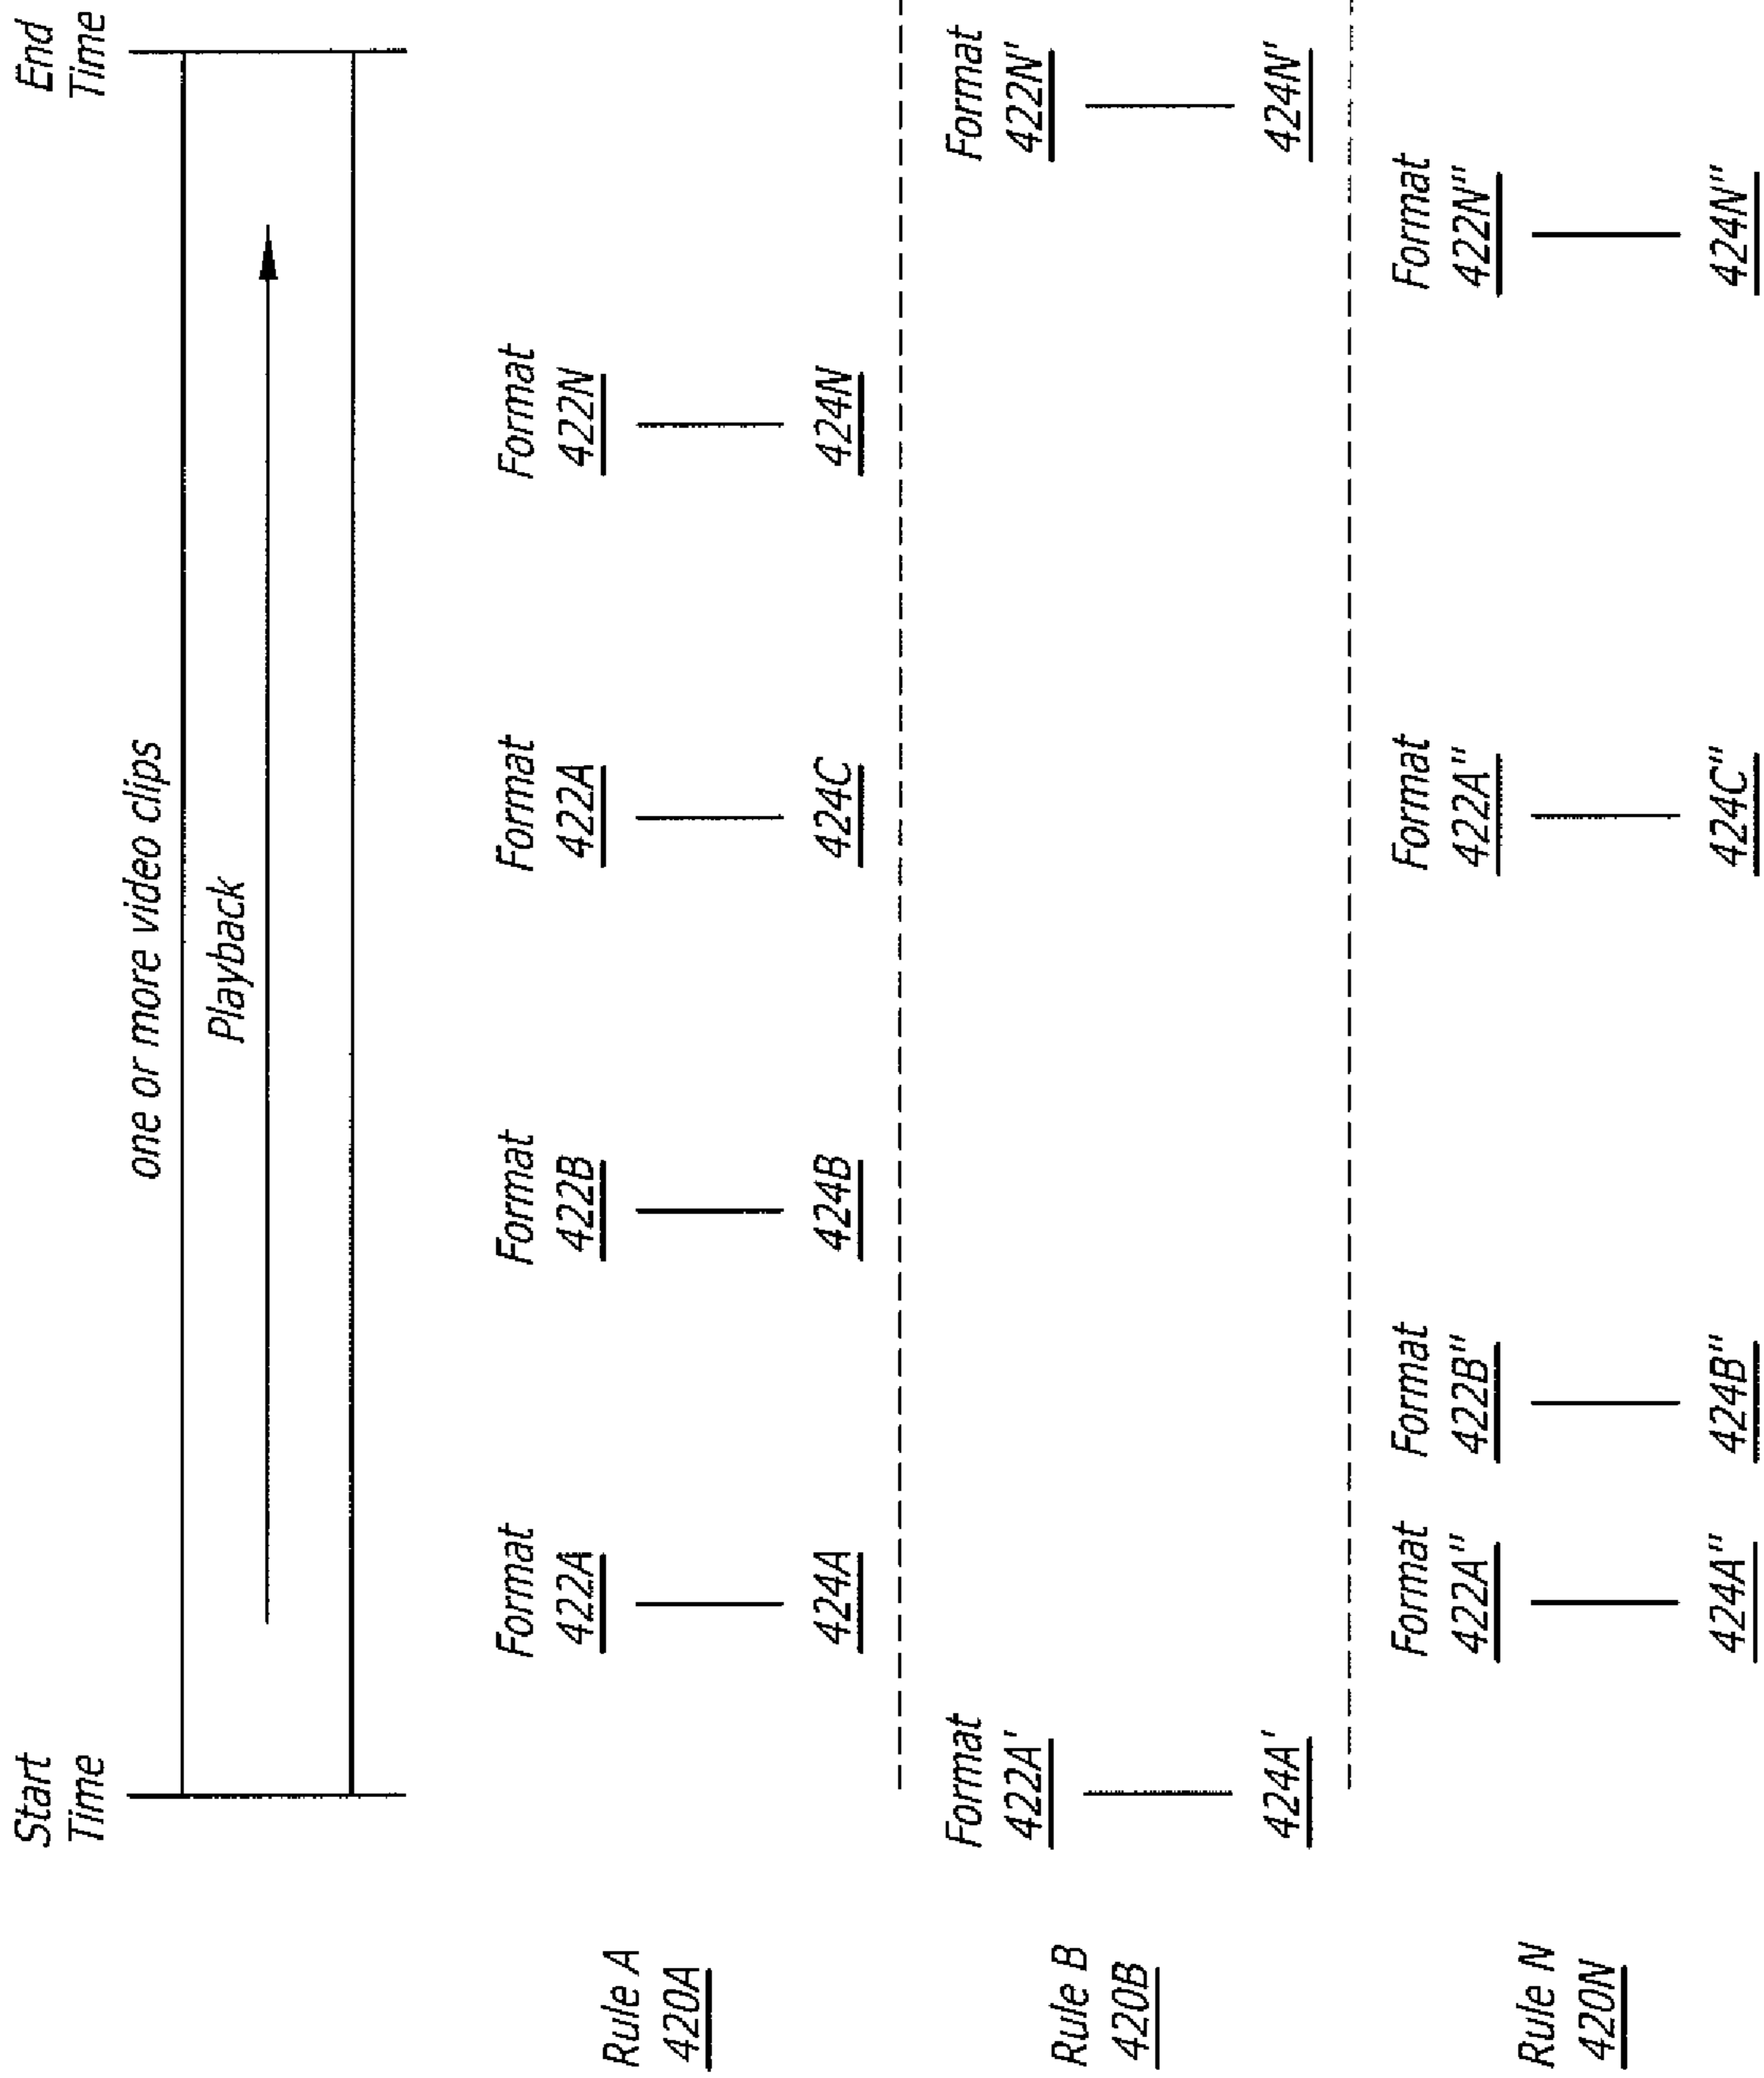 Start
Time
End
Time
one or more video clips
Playback
Rule A
420A
Format
422A
424A
Format
422B
424B
Format
422A
424C
Format
422N
424N
Rule B
420B
Format
422A'
424A'
Format
422N'
424N'
Rule N
420N
Format
422A"
424A"
Format
422B"
424B"
Format
422A"
424C"
Format
422N"
424N"